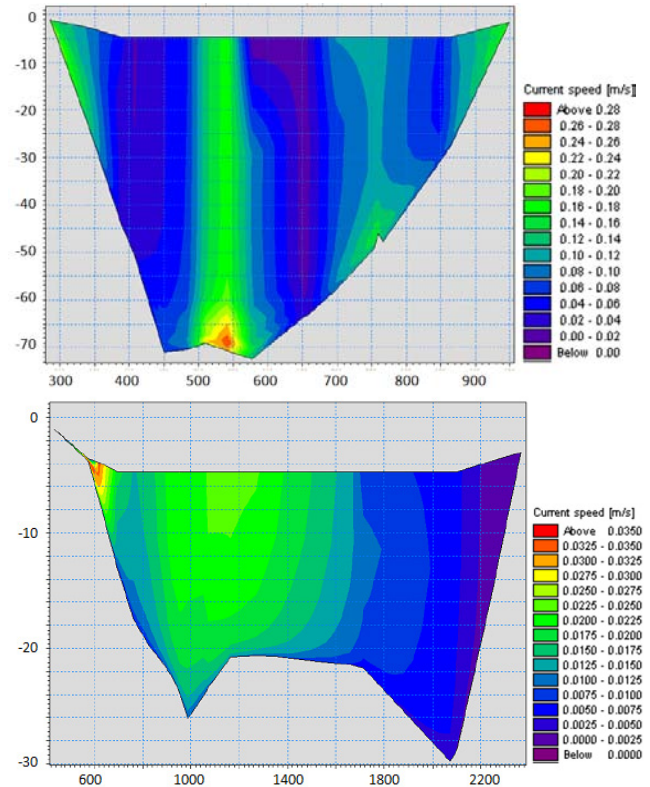 0
-10
-20
-30
-40
-50
-60
-70
300 400 500 600 700 800 900
Current speed [m/s]
Above 0.28
0.26 - 0.28
0.24 - 0.26
0.22 - 0.24
0.20 - 0.22
0.18 - 0.20
0.16 - 0.18
0.14 - 0.16
0.12 - 0.14
0.10 - 0.12
0.08 - 0.10
0.06 - 0.08
0.04 - 0.06
0.02 - 0.04
0.00 - 0.02
Below 0.00
0
-10
-20
-30
600 1000 1400 1800 2200
Current speed [m/s]
Above 0.0350
0.0325 - 0.0350
0.0300 - 0.0325
0.0275 - 0.0300
0.0250 - 0.0275
0.0225 - 0.0250
0.0200 - 0.0225
0.0175 - 0.0200
0.0150 - 0.0175
0.0125 - 0.0150
0.0100 - 0.0125
0.0075 - 0.0100
0.0050 - 0.0075
0.0025 - 0.0050
0.0000 - 0.0025
Below 0.0000